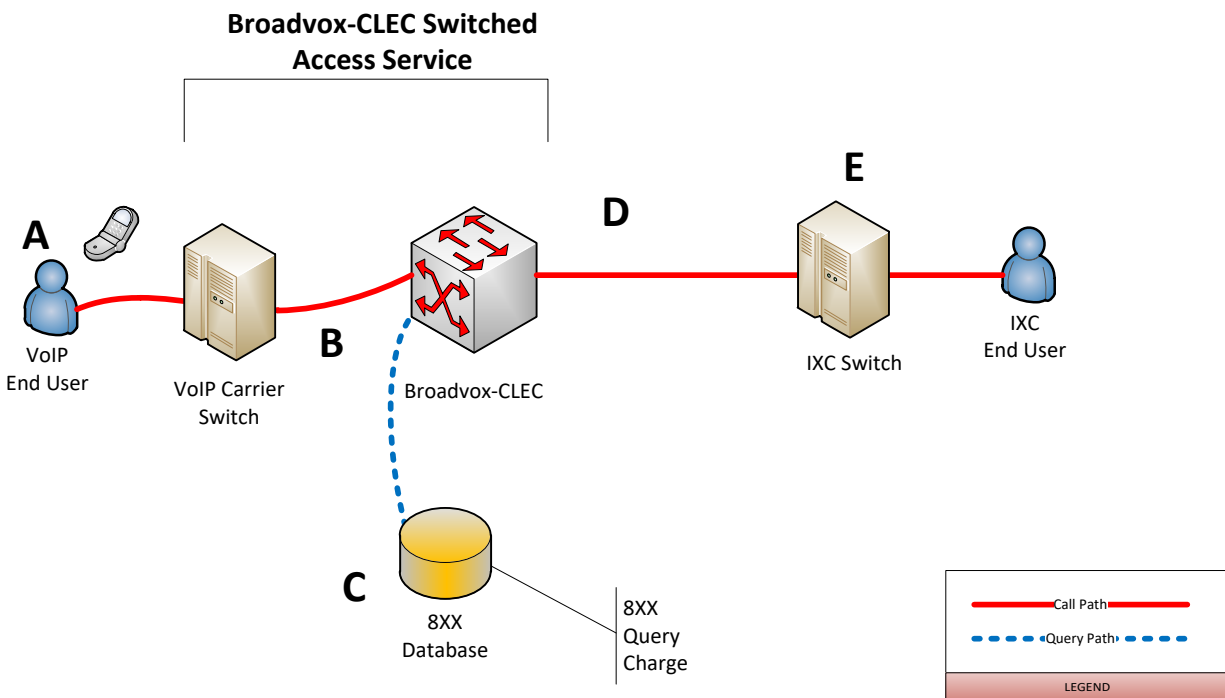 Broadvox-CLEC Switched
Access Service
A
B
C
D
E
VoIP
End User
VoIP Carrier
Switch
Broadvox-CLEC
IXC Switch
IXC
End User
8XX
Database
8XX
Query
Charge
Call Path
Query Path
LEGEND